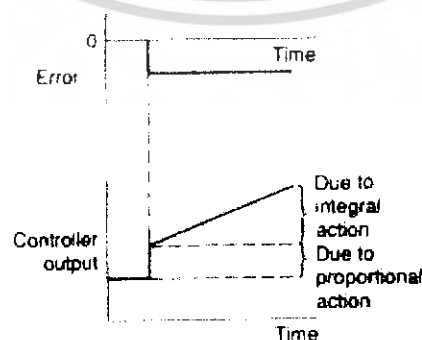 0
Time
Error
Due to
integral
action
Controller
output
Due to
proportional
action
Time